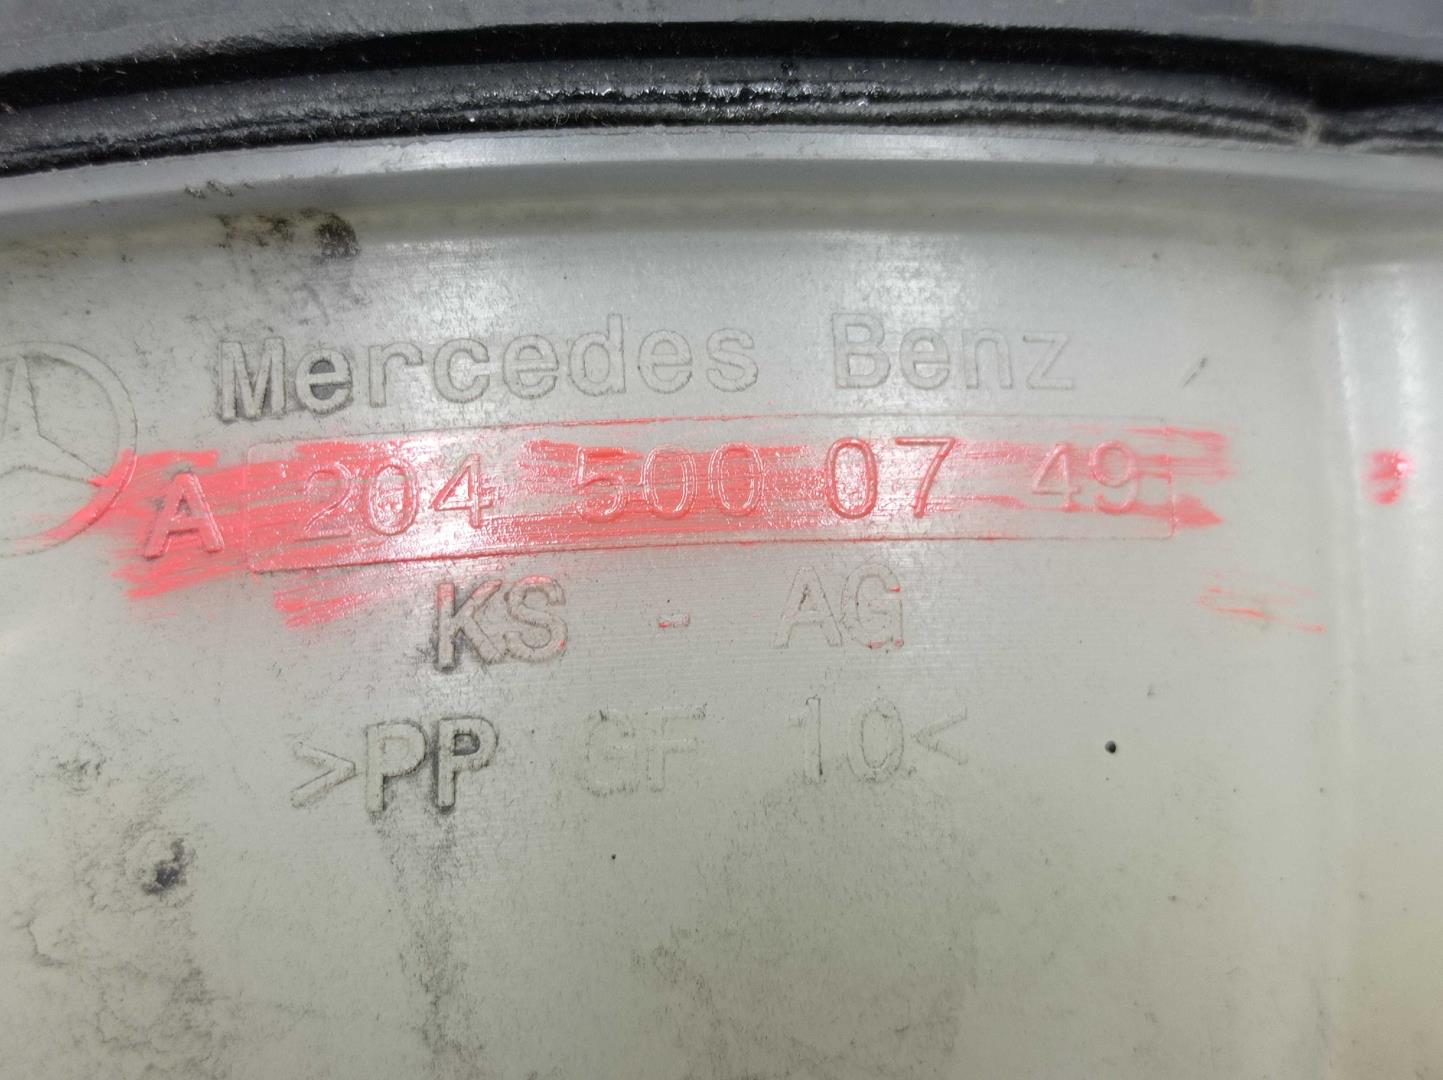 Mercedes Benz
A 204 500 07 49
KS - AG
>PP GF 10<